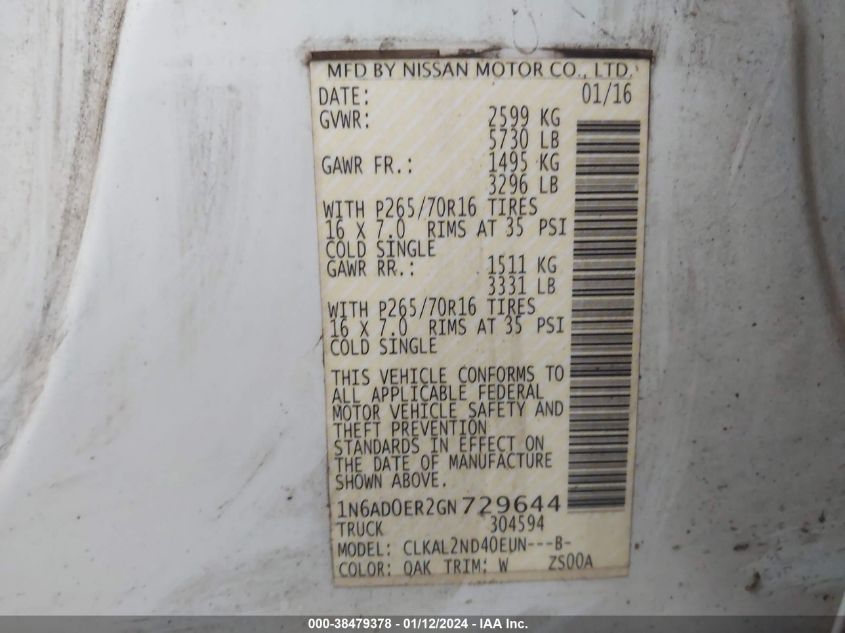 MFD BY NISSAN MOTOR CO., LTD.
DATE: 01/16
GVWR: 2599 KG
5730 LB
GAWR FR.: 1495 KG
3296 LB
WITH P265/70R16 TIRES
16 X 7.0 RIMS AT 35 PSI
COLD SINGLE
GAWR RR.: 1511 KG
3331 LB
WITH P265/70R16 TIRES
16 X 7.0 RIMS AT 35 PSI
COLD SINGLE
THIS VEHICLE CONFORMS TO
ALL APPLICABLE FEDERAL
MOTOR VEHICLE SAFETY AND
THEFT PREVENTION
STANDARDS IN EFFECT ON
THE DATE OF MANUFACTURE
SHOWN ABOVE.
1N6AD0ER2GN729644
TRUCK 304594
MODEL: CLKAL2ND40EUN---B-
COLOR: QAK TRIM: W ZS00A
000-38479378 - 01/12/2024 - IAA Inc.